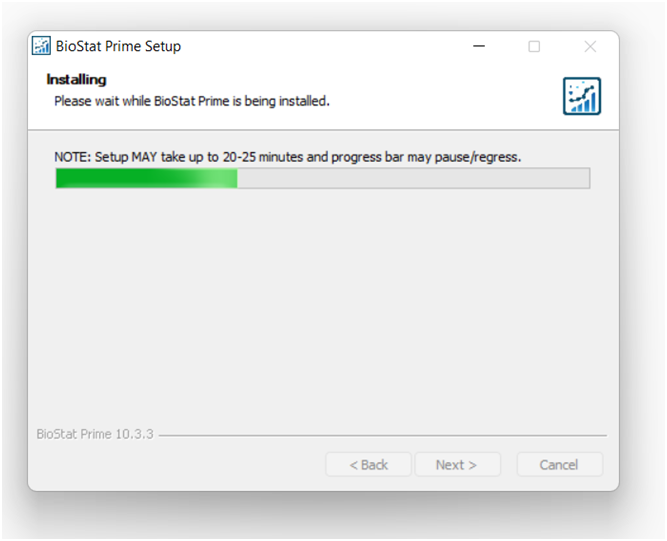 BioStat Prime Setup
Installing
Please wait while BioStat Prime is being installed.
NOTE: Setup MAY take up to 20-25 minutes and progress bar may pause/regress.
BioStat Prime 10.3.3
< Back Next > Cancel